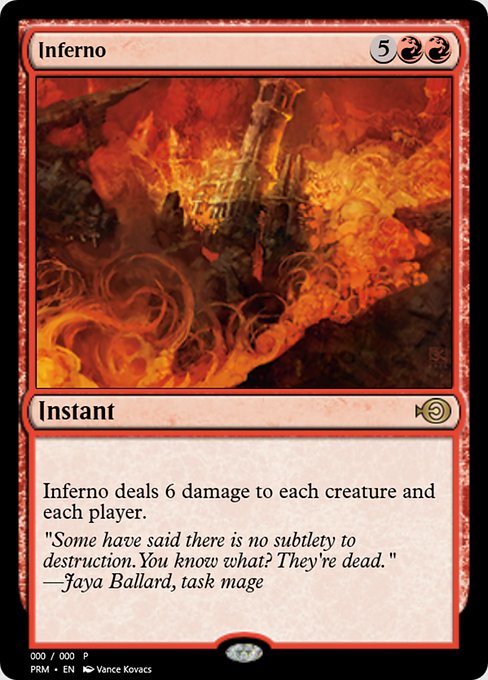 Inferno 5
Instant
Inferno deals 6 damage to each creature and
each player.
"Some have said there is no subtlety to
destruction. You know what? They're dead."
—Jaya Ballard, task mage
000 / 000 P
PRM • EN Vance Kovacs